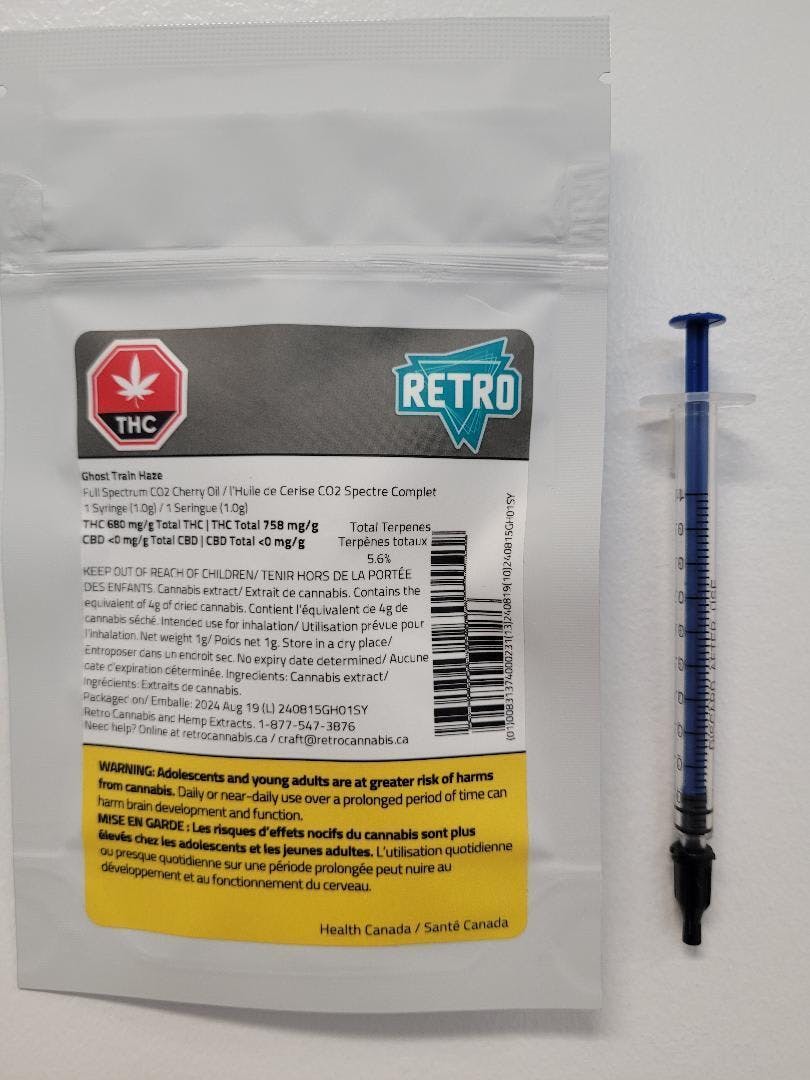 THC
RETRO
Ghost Train Haze
Full Spectrum CO2 Cherry Oil / l'Huile de Cerise CO2 Spectre Complet
1 Syringe (1.0g) / 1 Seringue (1.0g)
THC 680 mg/g Total THC | THC Total 758 mg/g
CBD <0 mg/g Total CBD | CBD Total <0 mg/g
Total Terpenes
Terpènes totaux
5.6%
KEEP OUT OF REACH OF CHILDREN/ TENIR HORS DE LA PORTÉE
DES ENFANTS. Cannabis extract/ Extrait de cannabis. Contains the
equivalent of 4g of dried cannabis. Contient l'équivalent de 4g de
cannabis séché. Intended use for inhalation/ Utilisation prévue pour
l'inhalation. Net weight 1g/ Poids net 1g. Store in a dry place/
Entroposer dans un endroit sec. No expiry date determined/ Aucune
date d'expiration déterminée. Ingredients: Cannabis extract/
Ingrédients: Extraits de cannabis.
Packaged on/ Emballé: 2024 Aug 19 (L) 240815GH01SY
Retro Cannabis and Hemp Extracts. 1-877-547-3876
Need help? Online at retrocannabis.ca / craft@retrocannabis.ca
(01)00831374000231(13)240819(10)240815GH01SY
WARNING: Adolescents and young adults are at greater risk of harms
from cannabis. Daily or near-daily use over a prolonged period of time can
harm brain development and function.
MISE EN GARDE : Les risques d'effets nocifs du cannabis sont plus
élevés chez les adolescents et les jeunes adultes. L'utilisation quotidienne
ou presque quotidienne sur une période prolongée peut nuire au
développement et au fonctionnement du cerveau.
Health Canada / Santé Canada
AFTER USE